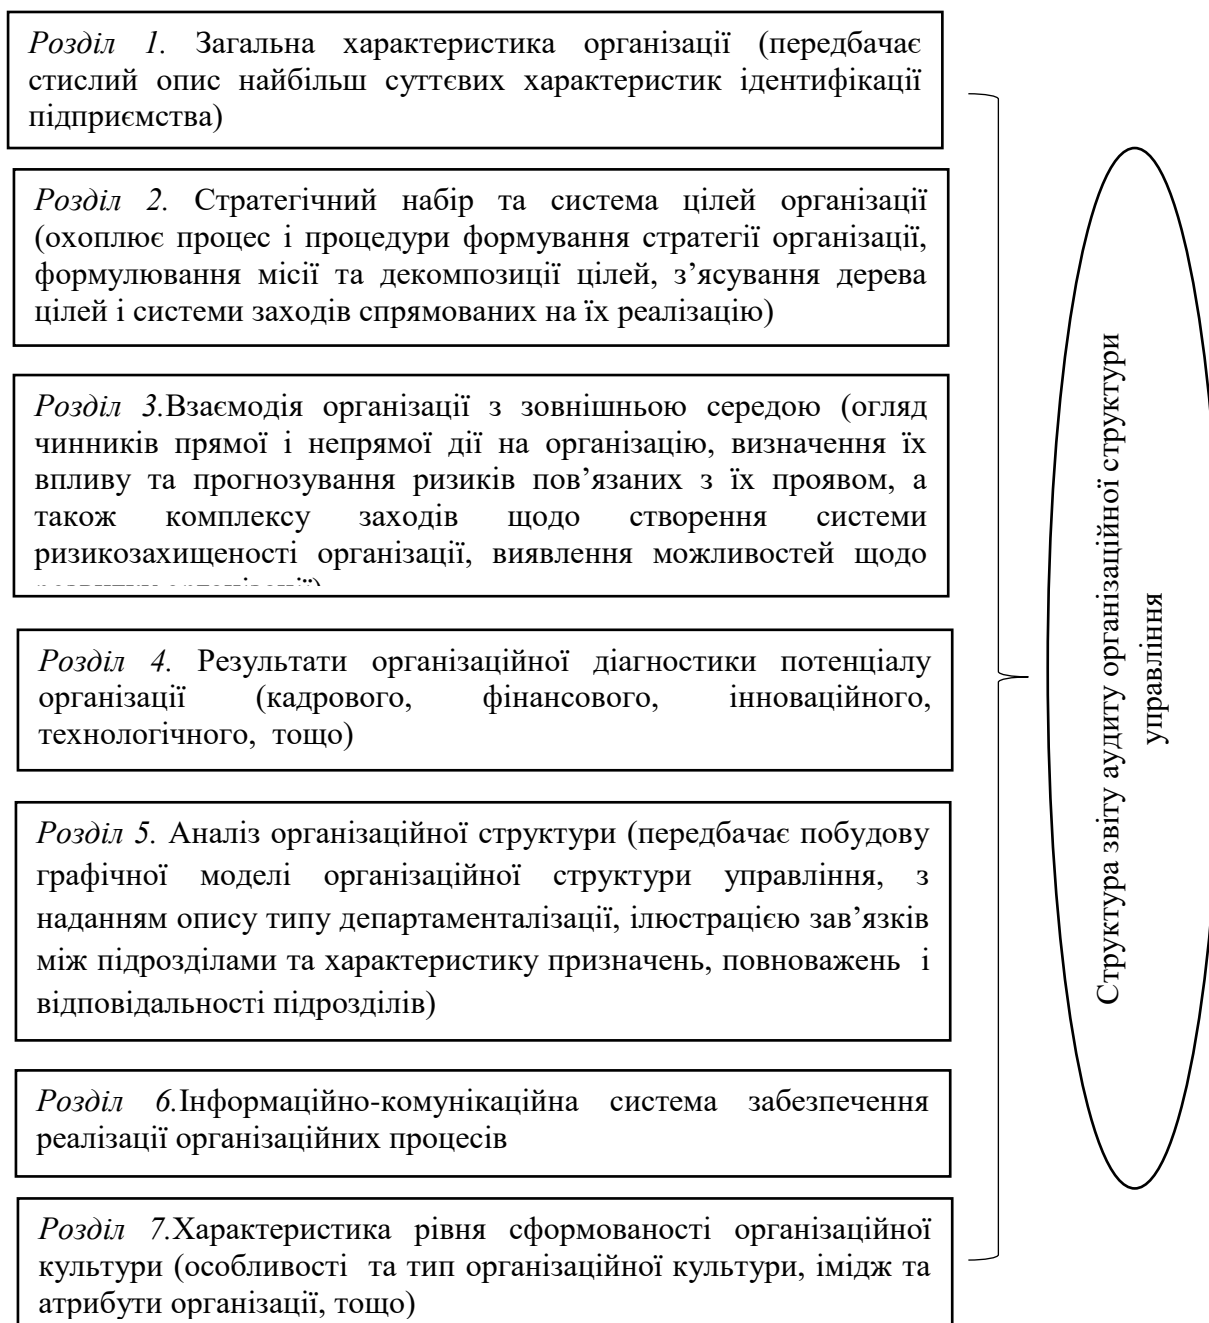 Розділ 1. Загальна характеристика організації (передбачає
стислий опис найбільш суттєвих характеристик ідентифікації
підприємства)
Розділ 2. Стратегічний набір та система цілей організації
(охоплює процес і процедури формування стратегії організації,
формулювання місії та декомпозиції цілей, з’ясування дерева
цілей і системи заходів спрямованих на їх реалізацію)
Розділ 3.Взаємодія організації з зовнішньою середою (огляд
чинників прямої і непрямої дії на організацію, визначення їх
впливу та прогнозування ризиків пов’язаних з їх проявом, а
також комплексу заходів щодо створення системи
ризикозахищеності організації, виявлення можливостей щодо
Розділ 4. Результати організаційної діагностики потенціалу
організації (кадрового, фінансового, інноваційного,
технологічного, тощо)
Розділ 5. Аналіз організаційної структури (передбачає побудову
графічної моделі організаційної структури управління, з
наданням опису типу департаменталізації, ілюстрацією зав’язків
між підрозділами та характеристику призначень, повноважень і
відповідальності підрозділів)
Розділ 6.Інформаційно-комунікаційна система забезпечення
реалізації організаційних процесів
Розділ 7.Характеристика рівня сформованості організаційної
культури (особливості та тип організаційної культури, імідж та
атрибути організації, тощо)
Структура звіту аудиту організаційної структури
управління